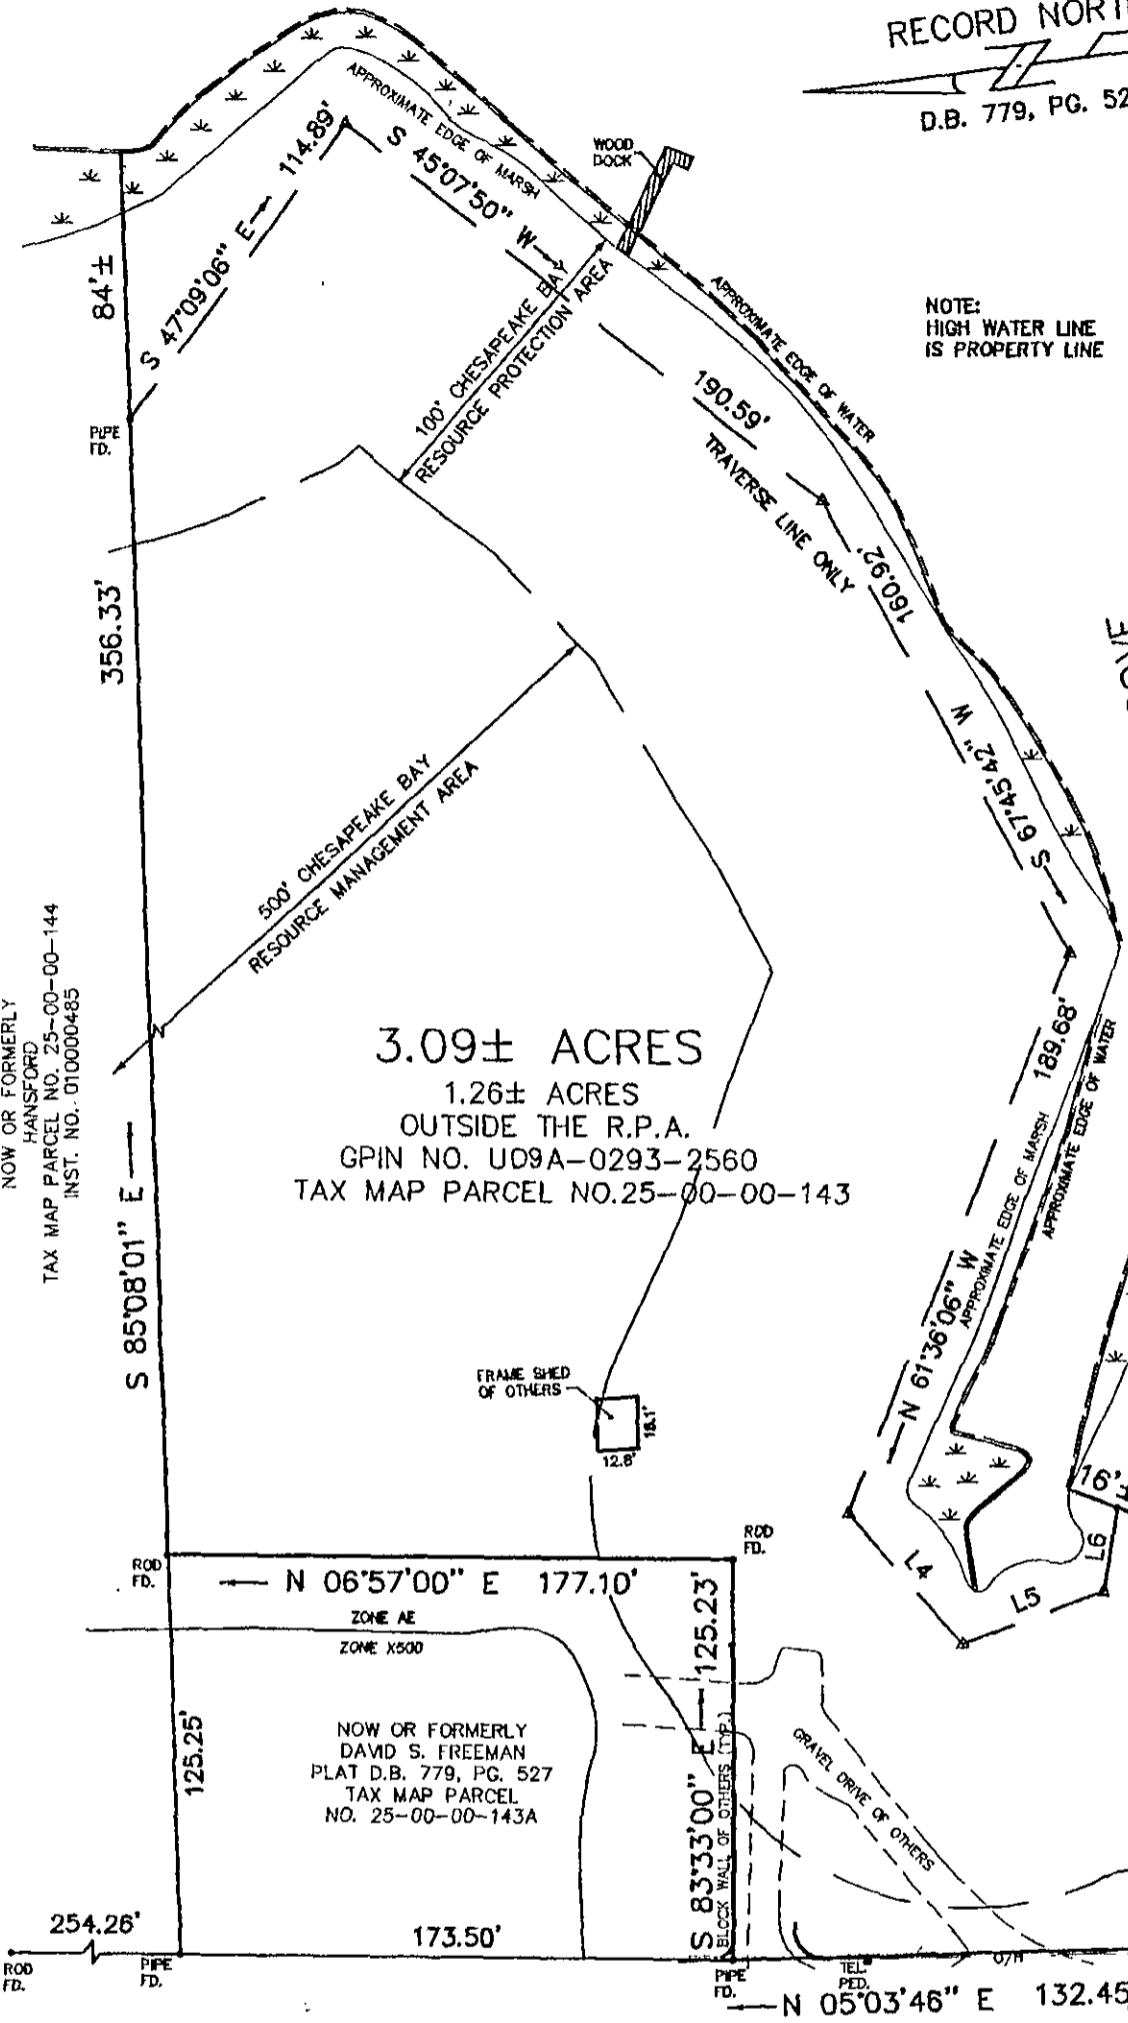 RECORD NORT
D.B. 779, PG. 52
APPROXIMATE EDGE OF MARSH
WOOD
DOCK
114.89'
S 47°09'06" E
S 45°07'50" W
84'±
NOTE:
HIGH WATER LINE
IS PROPERTY LINE
APPROXIMATE EDGE OF WATER
100' CHESAPEAKE BAY
RESOURCE PROTECTION AREA
190.59'
TRAVERSE LINE ONLY
PIPE
FD.
160.92'
S 67°45'42" W
356.33'
500' CHESAPEAKE BAY
RESOURCE MANAGEMENT AREA
NOW OR FORMERLY
HANSFORD
TAX MAP PARCEL NO. 25-00-00-144
INST. NO. 010000485
S 85°08'01" E
3.09± ACRES
1.26± ACRES
OUTSIDE THE R.P.A.
GPIN NO. U09A-0293-2560
TAX MAP PARCEL NO.25-00-00-143
189.68'
N 61°36'06" W
APPROXIMATE EDGE OF MARSH
APPROXIMATE EDGE OF WATER
FRAME SHED
OF OTHERS
12.8'
16'±
L4
L5
L6
ROD
FD.
ROD
FD.
N 06°57'00" E 177.10'
ZONE AE
ZONE X500
125.25'
NOW OR FORMERLY
DAVID S. FREEMAN
PLAT D.B. 779, PG. 527
TAX MAP PARCEL
NO. 25-00-00-143A
S 83°33'00" E 125.23'
BLOCK WALL OF OTHERS (TYP.)
GRAVEL DRIVE OF OTHERS
254.26'
173.50'
ROD
FD.
PIPE
FD.
PIPE
FD.
TEL.
PED.
O/H
N 05°03'46" E 132.45